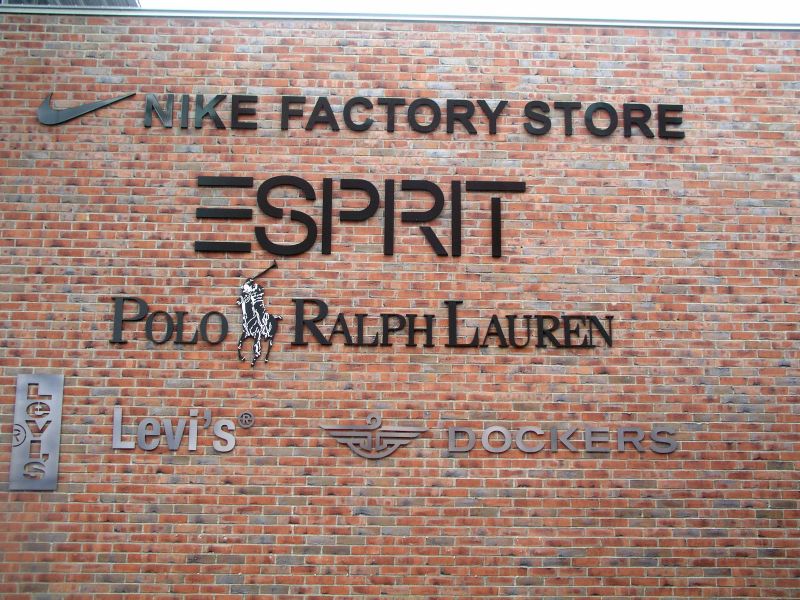 NIKE FACTORY STORE
ESPRIT
POLO RALPH LAUREN
LEVI'S ®
Levi's®
DOCKERS